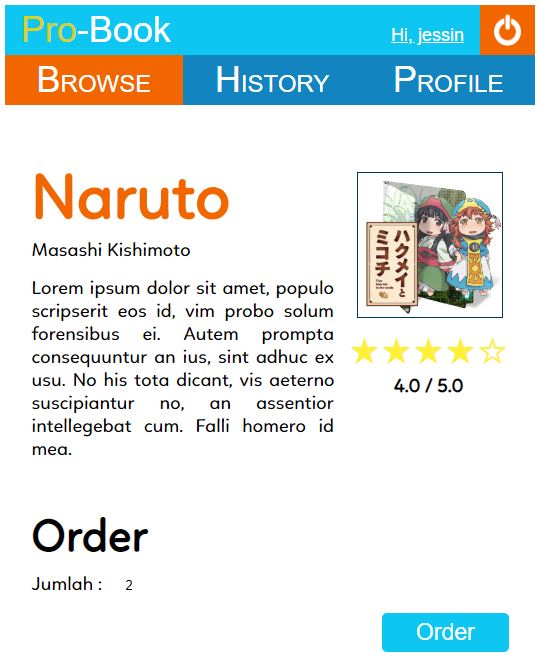 Pro-Book
Hi, jessin
BROWSE
HISTORY
PROFILE
Naruto
Masashi Kishimoto
Lorem ipsum dolor sit amet, populo
scripserit eos id, vim probo solum
forensibus ei. Autem prompta
consequuntur an ius, sint adhuc ex
usu. No his tota dicant, vis aeterno
suscipiantur no, an assentior
intellegebat cum. Falli homero id
mea.
ハクメイと
ミコチ
4.0 / 5.0
Order
Jumlah : 2
Order